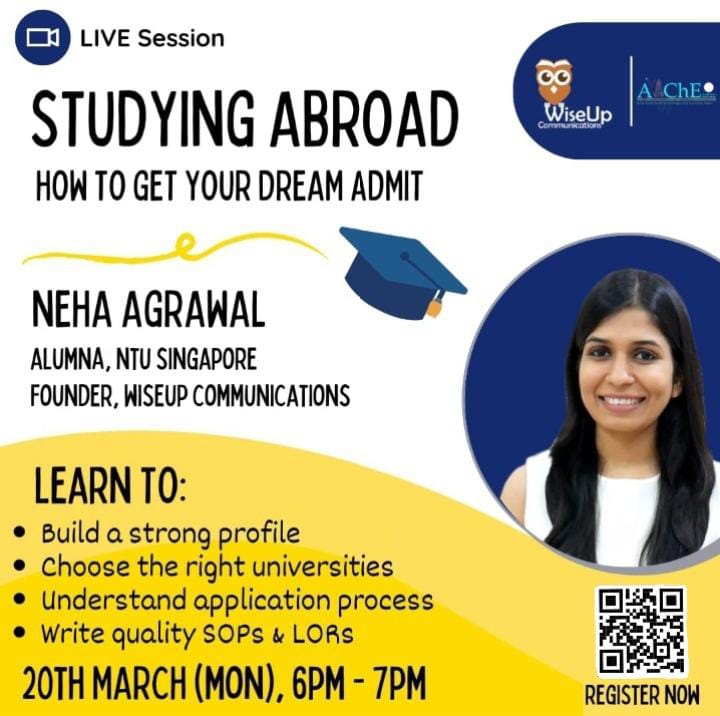 LIVE Session
WiseUp
Communications
AIChE
STUDYING ABROAD
HOW TO GET YOUR DREAM ADMIT
NEHA AGRAWAL
ALUMNA, NTU SINGAPORE
FOUNDER, WISEUP COMMUNICATIONS
LEARN TO:
• Build a strong profile
• Choose the right universities
• Understand application process
• Write quality SOPs & LORs
20TH MARCH (MON), 6PM - 7PM
REGISTER NOW